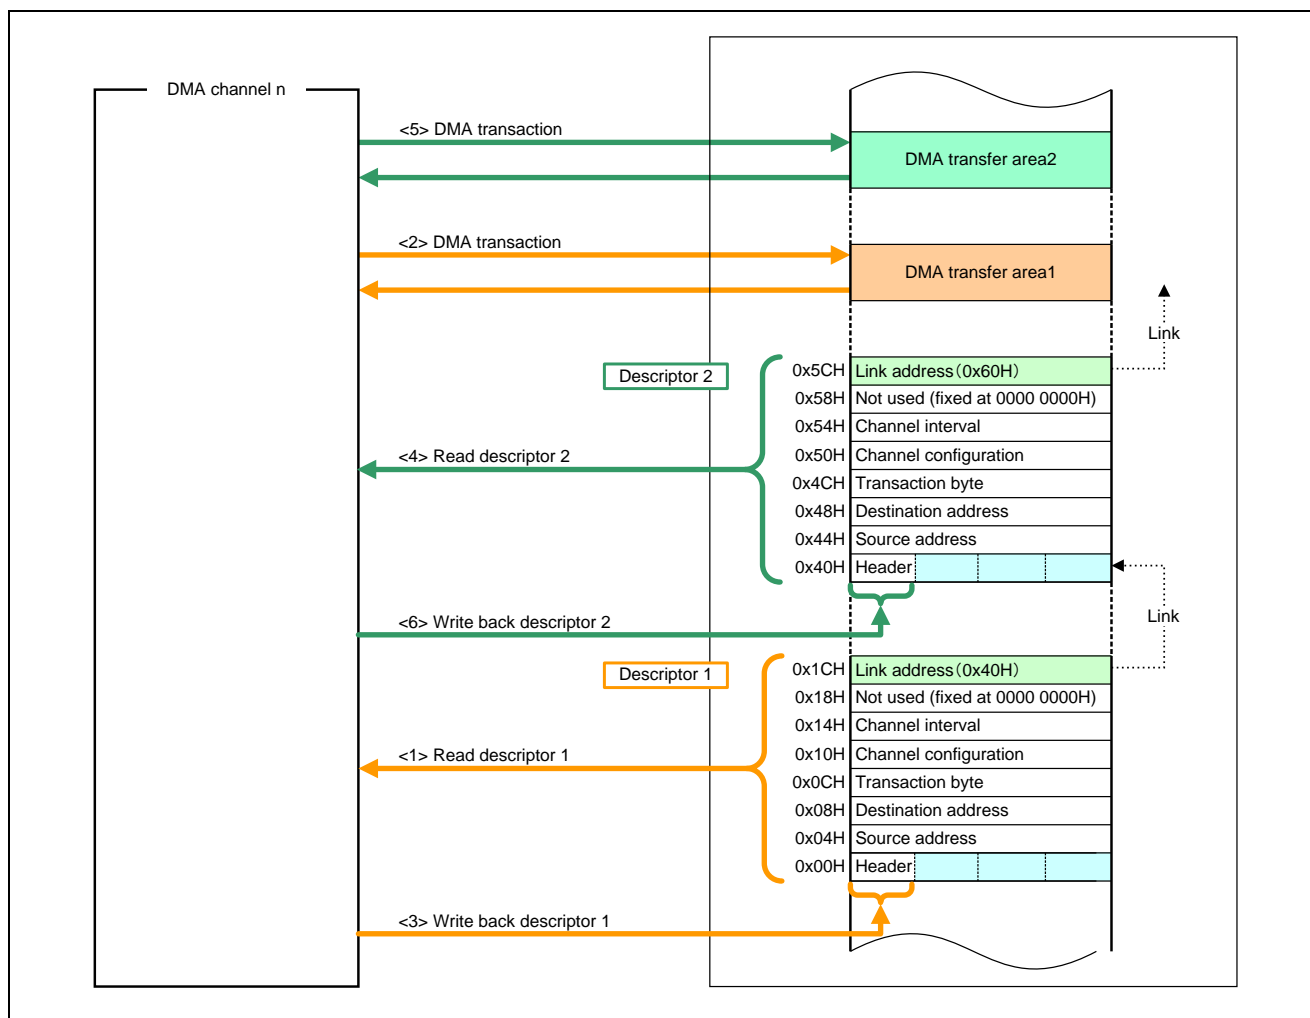 DMA channel n
<5> DMA transaction
DMA transfer area2
<2> DMA transaction
DMA transfer area1
Link
Descriptor 2
0x5CH Link address(0x60H)
0x58H Not used (fixed at 0000 0000H)
0x54H Channel interval
<4> Read descriptor 2
0x50H Channel configuration
0x4CH Transaction byte
0x48H Destination address
0x44H Source address
0x40H Header
<6> Write back descriptor 2
Link
Descriptor 1
0x1CH Link address(0x40H)
0x18H Not used (fixed at 0000 0000H)
0x14H Channel interval
<1> Read descriptor 1
0x10H Channel configuration
0x0CH Transaction byte
0x08H Destination address
0x04H Source address
0x00H Header
<3> Write back descriptor 1